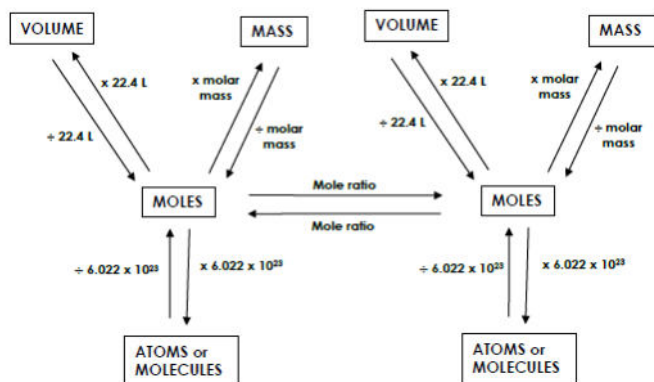 VOLUME
MASS
VOLUME
MASS
x 22.4 L
x molar
mass
x 22.4 L
x molar
mass
÷ 22.4 L
÷ molar
mass
÷ 22.4 L
÷ molar
mass
Mole ratio
MOLES
MOLES
Mole ratio
÷ 6.022 x 10²³
x 6.022 x 10²³
÷ 6.022 x 10²³
x 6.022 x 10²³
ATOMS or
MOLECULES
ATOMS or
MOLECULES